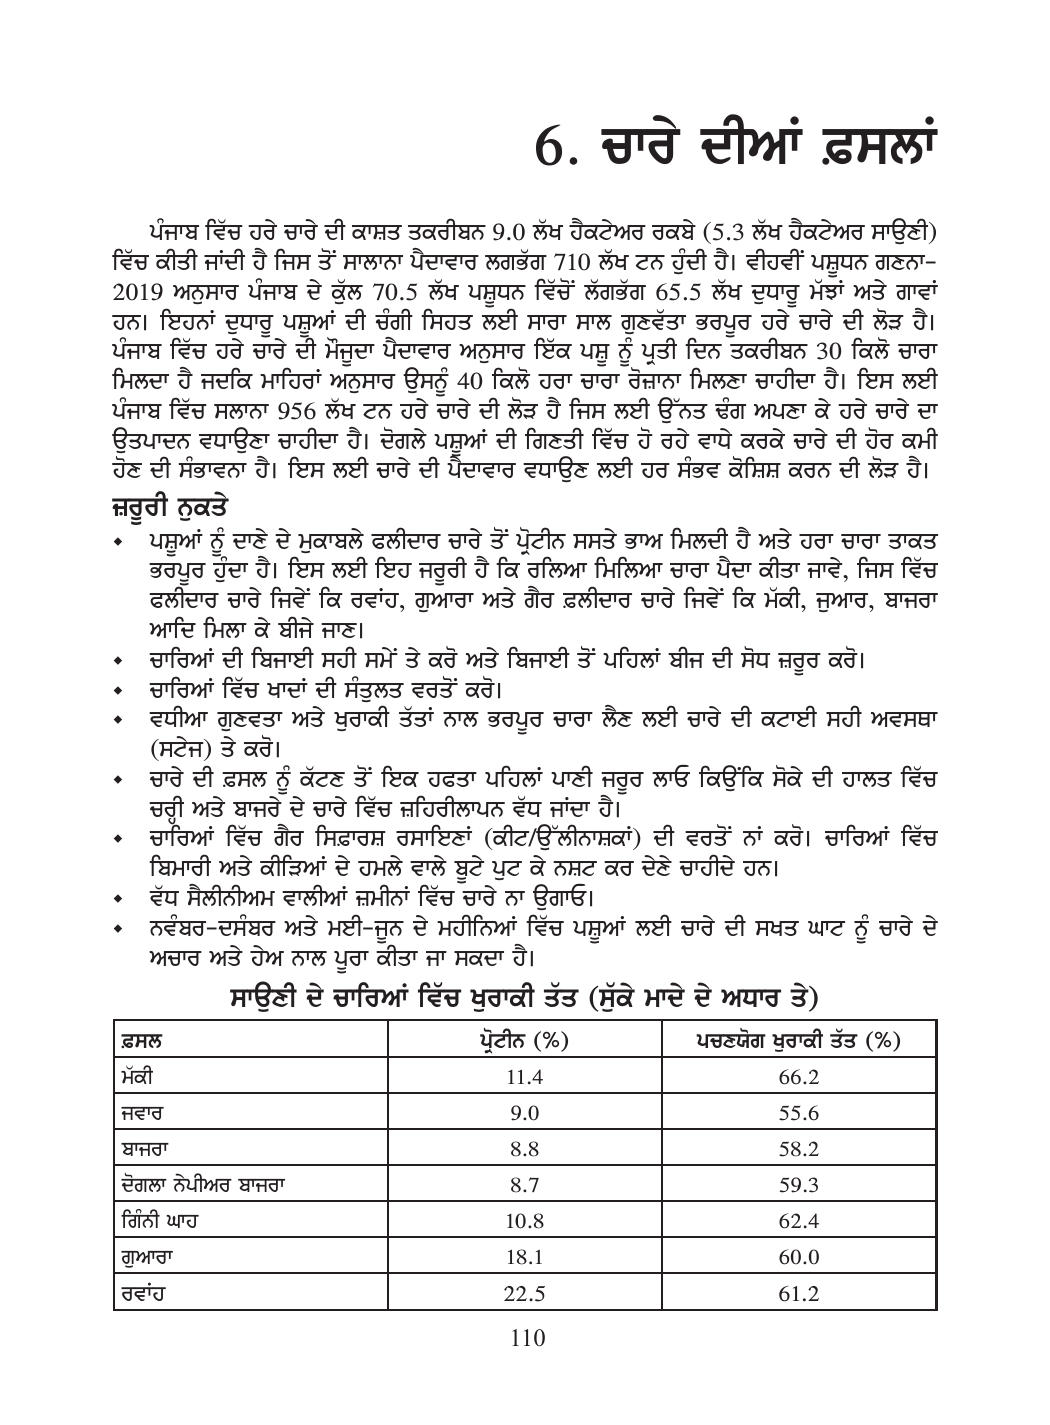 6. ਚਾਰੇ ਦੀਆਂ ਫ਼ਸਲਾਂ
ਪੰਜਾਬ ਵਿੱਚ ਹਰੇ ਚਾਰੇ ਦੀ ਕਾਸ਼ਤ ਤਕਰੀਬਨ 9.0 ਲੱਖ ਹੈਕਟੇਅਰ ਰਕਬੇ (5.3 ਲੱਖ ਹੈਕਟੇਅਰ ਸਾਉਣੀ)
ਵਿੱਚ ਕੀਤੀ ਜਾਂਦੀ ਹੈ ਜਿਸ ਤੋਂ ਸਾਲਾਨਾ ਪੈਦਾਵਾਰ ਲਗਭੱਗ 710 ਲੱਖ ਟਨ ਹੁੰਦੀ ਹੈ। ਵੀਹਵੀਂ ਪਸ਼ੂਧਨ ਗਣਨਾ-
2019 ਅਨੁਸਾਰ ਪੰਜਾਬ ਦੇ ਕੁੱਲ 70.5 ਲੱਖ ਪਸ਼ੂਧਨ ਵਿੱਚੋਂ ਲੱਗਭੱਗ 65.5 ਲੱਖ ਦੁਧਾਰੂ ਮੱਝਾਂ ਅਤੇ ਗਾਵਾਂ
ਹਨ। ਇਹਨਾਂ ਦੁਧਾਰੂ ਪਸ਼ੂਆਂ ਦੀ ਚੰਗੀ ਸਿਹਤ ਲਈ ਸਾਰਾ ਸਾਲ ਗੁਣਵੱਤਾ ਭਰਪੂਰ ਹਰੇ ਚਾਰੇ ਦੀ ਲੋੜ ਹੈ।
ਪੰਜਾਬ ਵਿੱਚ ਹਰੇ ਚਾਰੇ ਦੀ ਮੌਜੂਦਾ ਪੈਦਾਵਾਰ ਅਨੁਸਾਰ ਇੱਕ ਪਸ਼ੂ ਨੂੰ ਪ੍ਰਤੀ ਦਿਨ ਤਕਰੀਬਨ 30 ਕਿਲੋ ਚਾਰਾ
ਮਿਲਦਾ ਹੈ ਜਦਕਿ ਮਾਹਿਰਾਂ ਅਨੁਸਾਰ ਉਸਨੂੰ 40 ਕਿਲੋ ਹਰਾ ਚਾਰਾ ਰੋਜ਼ਾਨਾ ਮਿਲਣਾ ਚਾਹੀਦਾ ਹੈ। ਇਸ ਲਈ
ਪੰਜਾਬ ਵਿੱਚ ਸਲਾਨਾ 956 ਲੱਖ ਟਨ ਹਰੇ ਚਾਰੇ ਦੀ ਲੋੜ ਹੈ ਜਿਸ ਲਈ ਉੱਨਤ ਢੰਗ ਅਪਣਾ ਕੇ ਹਰੇ ਚਾਰੇ ਦਾ
ਉਤਪਾਦਨ ਵਧਾਉਣਾ ਚਾਹੀਦਾ ਹੈ। ਦੋਗਲੇ ਪਸ਼ੂਆਂ ਦੀ ਗਿਣਤੀ ਵਿੱਚ ਹੋ ਰਹੇ ਵਾਧੇ ਕਰਕੇ ਚਾਰੇ ਦੀ ਹੋਰ ਕਮੀ
ਹੋਣ ਦੀ ਸੰਭਾਵਨਾ ਹੈ। ਇਸ ਲਈ ਚਾਰੇ ਦੀ ਪੈਦਾਵਾਰ ਵਧਾਉਣ ਲਈ ਹਰ ਸੰਭਵ ਕੋਸ਼ਿਸ਼ ਕਰਨ ਦੀ ਲੋੜ ਹੈ।
ਜ਼ਰੂਰੀ ਨੁਕਤੇ
⬥ ਪਸ਼ੂਆਂ ਨੂੰ ਦਾਣੇ ਦੇ ਮੁਕਾਬਲੇ ਫਲੀਦਾਰ ਚਾਰੇ ਤੋਂ ਪ੍ਰੋਟੀਨ ਸਸਤੇ ਭਾਅ ਮਿਲਦੀ ਹੈ ਅਤੇ ਹਰਾ ਚਾਰਾ ਤਾਕਤ
ਭਰਪੂਰ ਹੁੰਦਾ ਹੈ। ਇਸ ਲਈ ਇਹ ਜਰੂਰੀ ਹੈ ਕਿ ਰਲਿਆ ਮਿਲਿਆ ਚਾਰਾ ਪੈਦਾ ਕੀਤਾ ਜਾਵੇ, ਜਿਸ ਵਿੱਚ
ਫਲੀਦਾਰ ਚਾਰੇ ਜਿਵੇਂ ਕਿ ਰਵਾਂਹ, ਗੁਆਰਾ ਅਤੇ ਗੈਰ ਫ਼ਲੀਦਾਰ ਚਾਰੇ ਜਿਵੇਂ ਕਿ ਮੱਕੀ, ਜੁਆਰ, ਬਾਜਰਾ
ਆਦਿ ਮਿਲਾ ਕੇ ਬੀਜੇ ਜਾਣ।
⬥ ਚਾਰਿਆਂ ਦੀ ਬਿਜਾਈ ਸਹੀ ਸਮੇਂ ਤੇ ਕਰੋ ਅਤੇ ਬਿਜਾਈ ਤੋਂ ਪਹਿਲਾਂ ਬੀਜ ਦੀ ਸੋਧ ਜ਼ਰੂਰ ਕਰੋ।
⬥ ਚਾਰਿਆਂ ਵਿੱਚ ਖਾਦਾਂ ਦੀ ਸੰਤੁਲਤ ਵਰਤੋਂ ਕਰੋ।
⬥ ਵਧੀਆ ਗੁਣਵਤਾ ਅਤੇ ਖੁਰਾਕੀ ਤੱਤਾਂ ਨਾਲ ਭਰਪੂਰ ਚਾਰਾ ਲੈਣ ਲਈ ਚਾਰੇ ਦੀ ਕਟਾਈ ਸਹੀ ਅਵਸਥਾ
(ਸਟੇਜ) ਤੇ ਕਰੋ।
⬥ ਚਾਰੇ ਦੀ ਫ਼ਸਲ ਨੂੰ ਕੱਟਣ ਤੋਂ ਇਕ ਹਫਤਾ ਪਹਿਲਾਂ ਪਾਣੀ ਜਰੂਰ ਲਾਓ ਕਿਉਂਕਿ ਸੋਕੇ ਦੀ ਹਾਲਤ ਵਿੱਚ
ਚਰ੍ਹੀ ਅਤੇ ਬਾਜਰੇ ਦੇ ਚਾਰੇ ਵਿੱਚ ਜ਼ਹਿਰੀਲਾਪਨ ਵੱਧ ਜਾਂਦਾ ਹੈ।
⬥ ਚਾਰਿਆਂ ਵਿੱਚ ਗੈਰ ਸਿਫ਼ਾਰਸ਼ ਰਸਾਇਣਾਂ (ਕੀਟ/ਉੱਲੀਨਾਸ਼ਕਾਂ) ਦੀ ਵਰਤੋਂ ਨਾਂ ਕਰੋ। ਚਾਰਿਆਂ ਵਿੱਚ
ਬਿਮਾਰੀ ਅਤੇ ਕੀੜਿਆਂ ਦੇ ਹਮਲੇ ਵਾਲੇ ਬੂਟੇ ਪੁਟ ਕੇ ਨਸ਼ਟ ਕਰ ਦੇਣੇ ਚਾਹੀਦੇ ਹਨ।
⬥ ਵੱਧ ਸੈਲੀਨੀਅਮ ਵਾਲੀਆਂ ਜ਼ਮੀਨਾਂ ਵਿੱਚ ਚਾਰੇ ਨਾ ਉਗਾਓ।
⬥ ਨਵੰਬਰ-ਦਸੰਬਰ ਅਤੇ ਮਈ-ਜੂਨ ਦੇ ਮਹੀਨਿਆਂ ਵਿੱਚ ਪਸ਼ੂਆਂ ਲਈ ਚਾਰੇ ਦੀ ਸਖਤ ਘਾਟ ਨੂੰ ਚਾਰੇ ਦੇ
ਅਚਾਰ ਅਤੇ ਹੇਅ ਨਾਲ ਪੂਰਾ ਕੀਤਾ ਜਾ ਸਕਦਾ ਹੈ।
ਸਾਉਣੀ ਦੇ ਚਾਰਿਆਂ ਵਿੱਚ ਖੁਰਾਕੀ ਤੱਤ (ਸੁੱਕੇ ਮਾਦੇ ਦੇ ਅਧਾਰ ਤੇ)
ਫ਼ਸਲ ਪ੍ਰੋਟੀਨ (%) ਪਚਣਯੋਗ ਖੁਰਾਕੀ ਤੱਤ (%)
ਮੱਕੀ 11.4 66.2
ਜਵਾਰ 9.0 55.6
ਬਾਜਰਾ 8.8 58.2
ਦੋਗਲਾ ਨੇਪੀਅਰ ਬਾਜਰਾ 8.7 59.3
ਗਿੰਨੀ ਘਾਹ 10.8 62.4
ਗੁਆਰਾ 18.1 60.0
ਰਵਾਂਹ 22.5 61.2
110